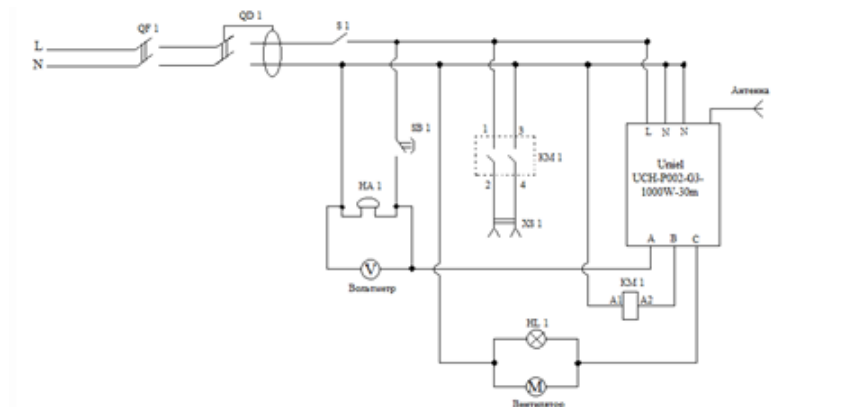 QF 1
QD 1
S 1
L
N
Антенна
SB 1
1
3
KM 1
2
4
XS 1
L N N
Uniel
UCH-P002-G3-
1000W-30m
A B C
HA 1
V
Вольтметр
KM 1
A1
A2
HL 1
M
Вентилятор